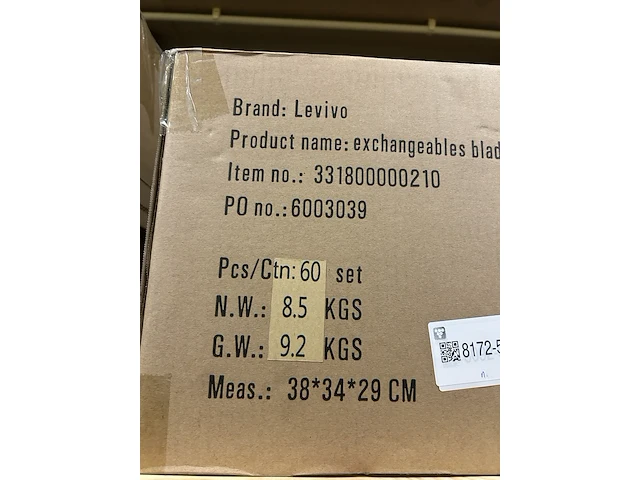 Brand: Levivo
Product name: exchangeables blad
Item no.: 331800000210
PO no.:6003039
Pcs/Ctn: 60 set
N.W.: 8.5 KGS
G.W.: 9.2 KGS
Meas.: 38*34*29 CM
8172-5